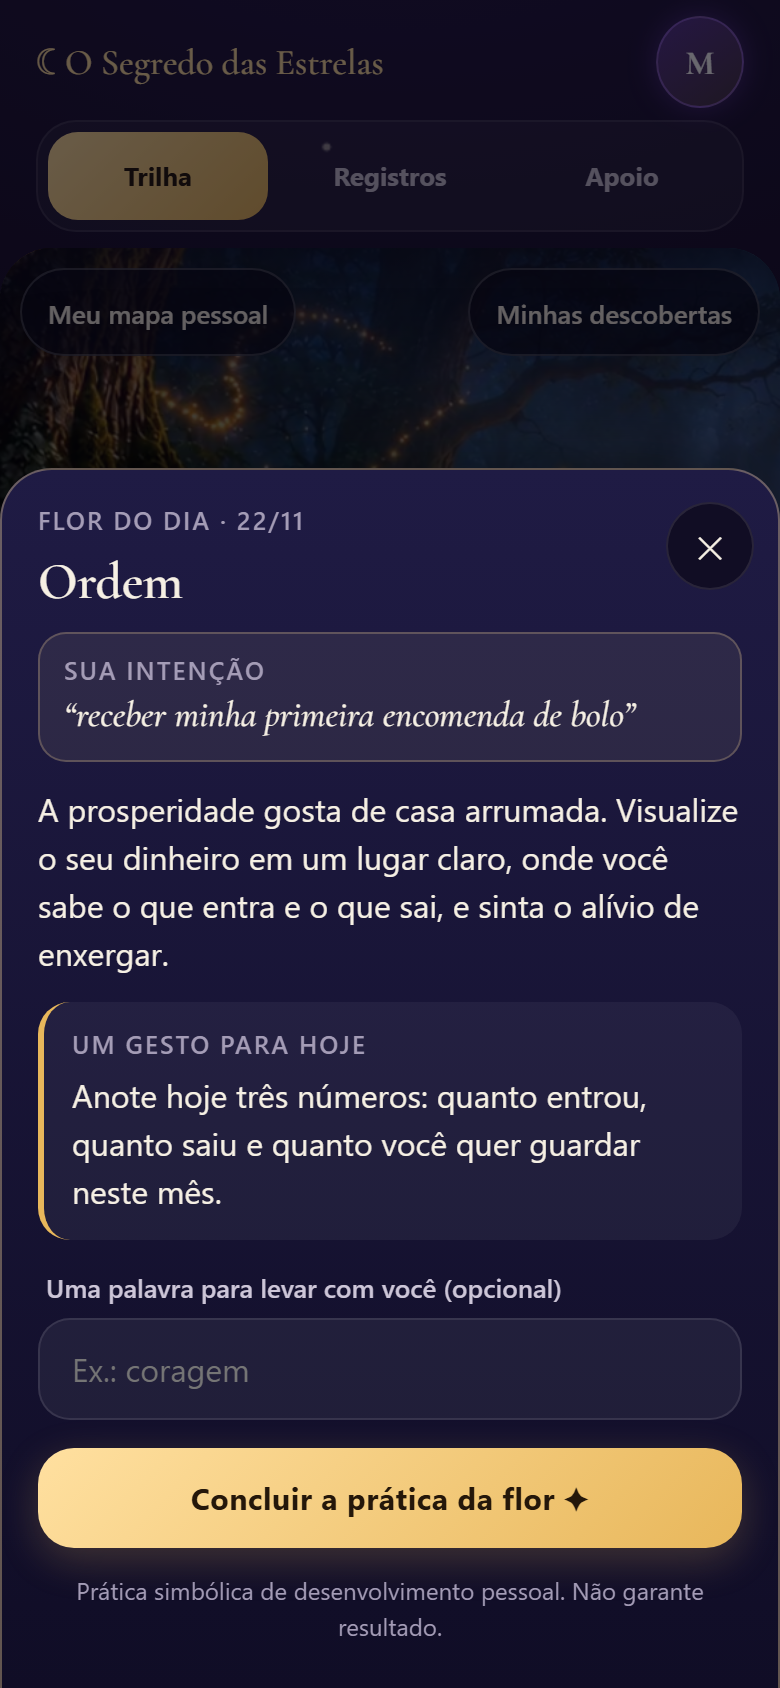 ☾ O Segredo das Estrelas
M
Trilha
Registros
Apoio
Meu mapa pessoal
Minhas descobertas
FLOR DO DIA · 22/11
Ordem
SUA INTENÇÃO
“receber minha primeira encomenda de bolo”
A prosperidade gosta de casa arrumada. Visualize
o seu dinheiro em um lugar claro, onde você
sabe o que entra e o que sai, e sinta o alívio de
enxergar.
UM GESTO PARA HOJE
Anote hoje três números: quanto entrou,
quanto saiu e quanto você quer guardar
neste mês.
Uma palavra para levar com você (opcional)
Ex.: coragem
Concluir a prática da flor ✦
Prática simbólica de desenvolvimento pessoal. Não garante
resultado.